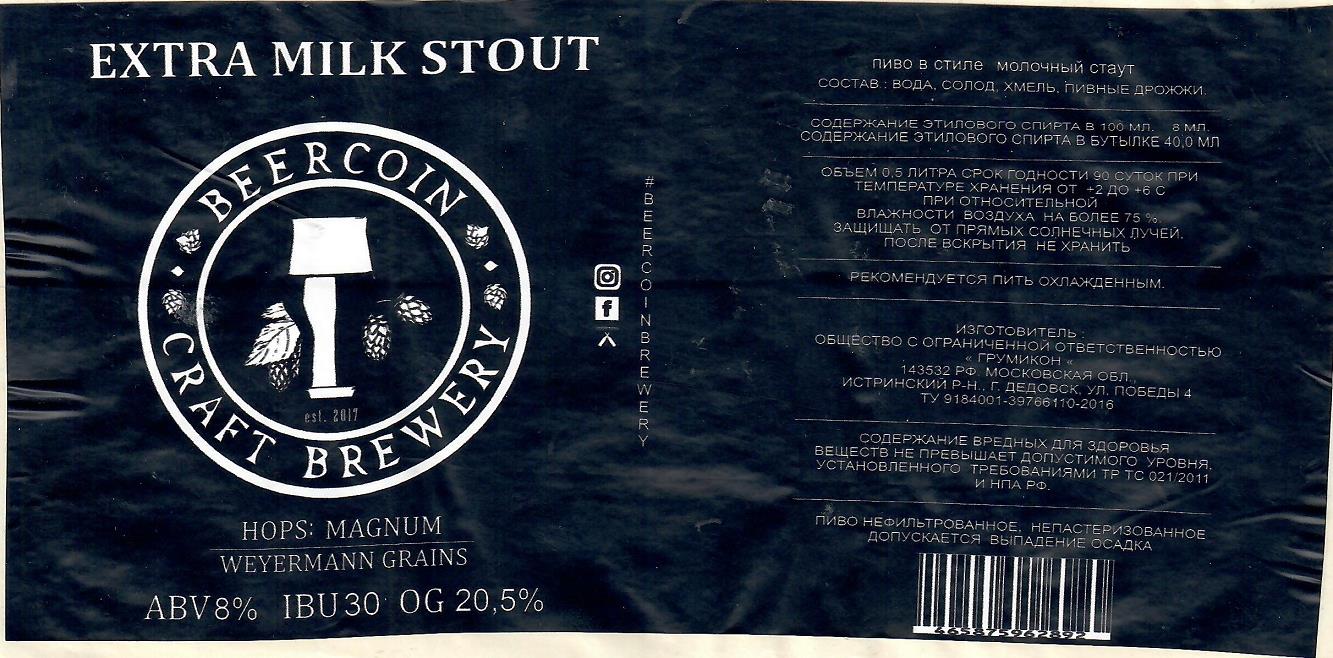 EXTRA MILK STOUT
BEERCOIN
CRAFT BREWERY
est. 2017
HOPS: MAGNUM
WEYERMANN GRAINS
ABV 8% IBU 30 OG 20,5%
#BEERCOINBREWERY
ПИВО В СТИЛЕ МОЛОЧНЫЙ СТАУТ
СОСТАВ : ВОДА, СОЛОД, ХМЕЛЬ, ПИВНЫЕ ДРОЖЖИ.
СОДЕРЖАНИЕ ЭТИЛОВОГО СПИРТА В 100 МЛ. 8 МЛ.
СОДЕРЖАНИЕ ЭТИЛОВОГО СПИРТА В БУТЫЛКЕ 40,0 МЛ
ОБЪЕМ 0,5 ЛИТРА СРОК ГОДНОСТИ 90 СУТОК ПРИ
ТЕМПЕРАТУРЕ ХРАНЕНИЯ ОТ +2 ДО +6 С
ПРИ ОТНОСИТЕЛЬНОЙ
ВЛАЖНОСТИ ВОЗДУХА НА БОЛЕЕ 75 %.
ЗАЩИЩАТЬ ОТ ПРЯМЫХ СОЛНЕЧНЫХ ЛУЧЕЙ.
ПОСЛЕ ВСКРЫТИЯ НЕ ХРАНИТЬ
РЕКОМЕНДУЕТСЯ ПИТЬ ОХЛАЖДЕННЫМ.
ИЗГОТОВИТЕЛЬ :
ОБЩЕСТВО С ОГРАНИЧЕННОЙ ОТВЕТСТВЕННОСТЬЮ
« ГРУМИКОН «
143532 РФ. МОСКОВСКАЯ ОБЛ.,
ИСТРИНСКИЙ Р-Н., Г. ДЕДОВСК, УЛ. ПОБЕДЫ 4
ТУ 9184001-39766110-2016
СОДЕРЖАНИЕ ВРЕДНЫХ ДЛЯ ЗДОРОВЬЯ
ВЕЩЕСТВ НЕ ПРЕВЫШАЕТ ДОПУСТИМОГО УРОВНЯ.
УСТАНОВЛЕННОГО ТРЕБОВАНИЯМИ ТР ТС 021/2011
И НПА РФ.
ПИВО НЕФИЛЬТРОВАННОЕ, НЕПАСТЕРИЗОВАННОЕ
ДОПУСКАЕТСЯ ВЫПАДЕНИЕ ОСАДКА
465875962892